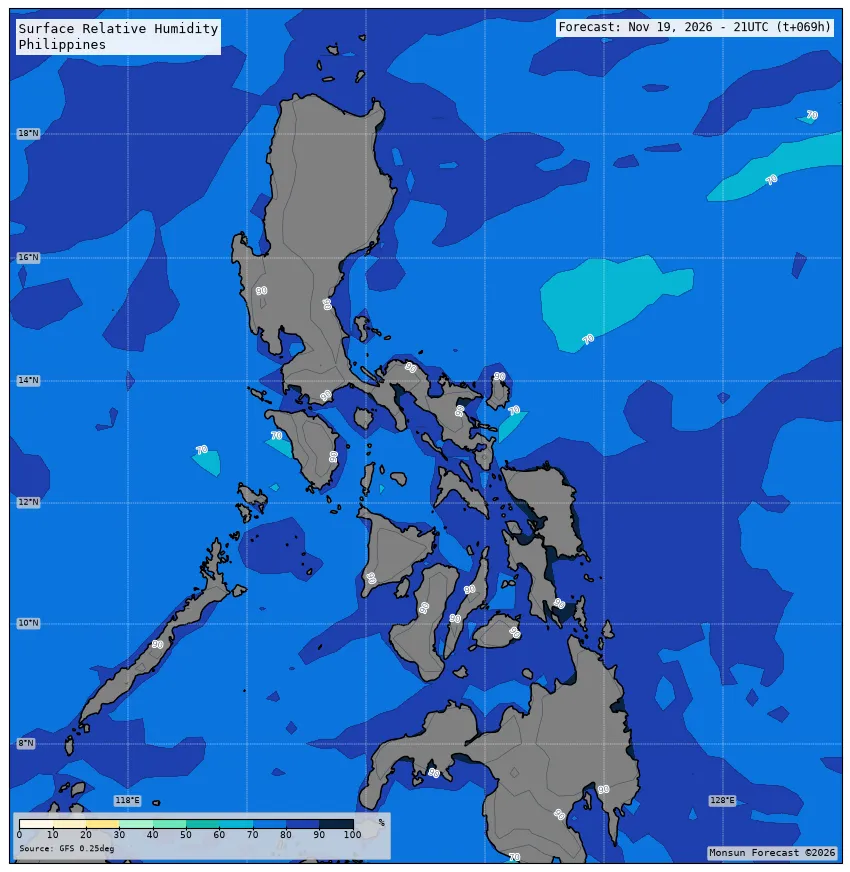 Surface Relative Humidity
Philippines
Forecast: Nov 19, 2026 - 21UTC (t+069h)
70
18°N
70
16°N
90
90
70
14°N
90
90
90
90
70
70
70
90
12°N
90
90
90
90
90
10°N
90
90
8°N
90
90
118°E
128°E
90
70
0 10 20 30 40 50 60 70 80 90 100 %
Source: GFS 0.25deg
Monsun Forecast ©2026